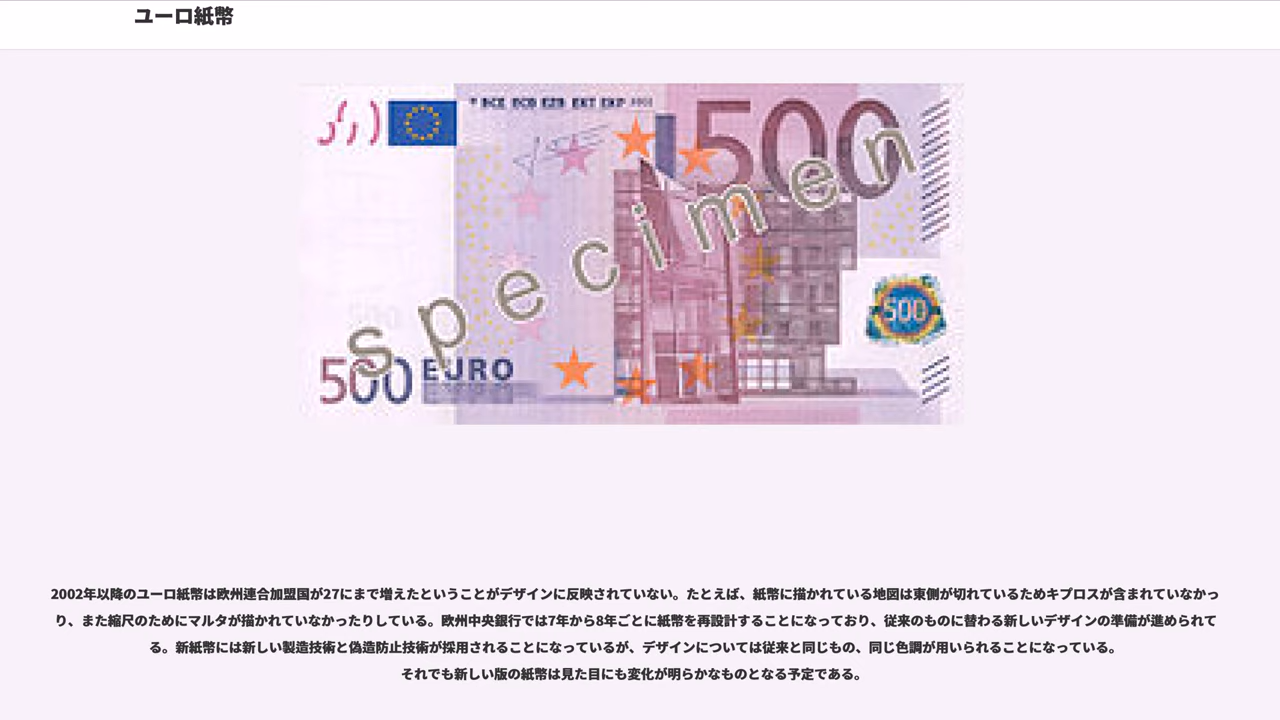 ユーロ紙幣
* BCE ECB EZB EKT EKP 2002
500
specimen
500
500 EURO
2002年以降のユーロ紙幣は欧州連合加盟国が27にまで増えたということがデザインに反映されていない。たとえば、紙幣に描かれている地図は東側が切れているためキプロスが含まれていなかっ
り、また縮尺のためにマルタが描かれていなかったりしている。欧州中央銀行では7年から8年ごとに紙幣を再設計することになっており、従来のものに替わる新しいデザインの準備が進められて
る。新紙幣には新しい製造技術と偽造防止技術が採用されることになっているが、デザインについては従来と同じもの、同じ色調が用いられることになっている。
それでも新しい版の紙幣は見た目にも変化が明らかなものとなる予定である。